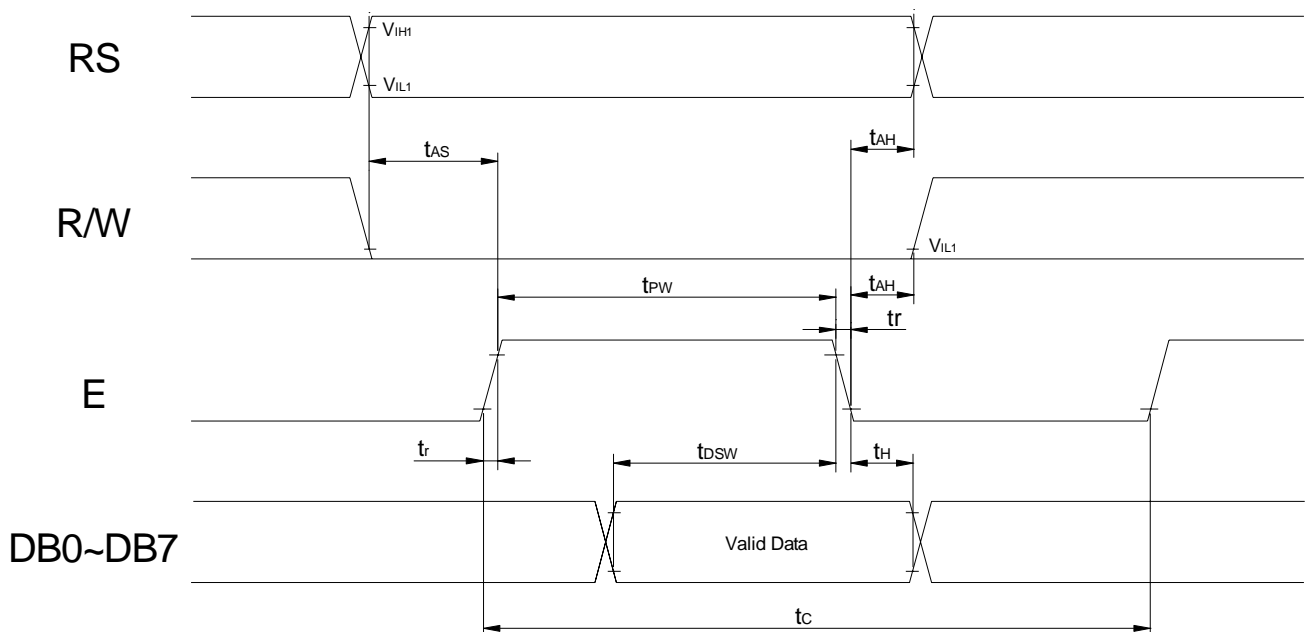 RS
VIH1
VIL1
tAS
tAH
R/W
VIL1
tPW
tAH
tr
E
tr
tDSW
tH
DB0~DB7
Valid Data
tC